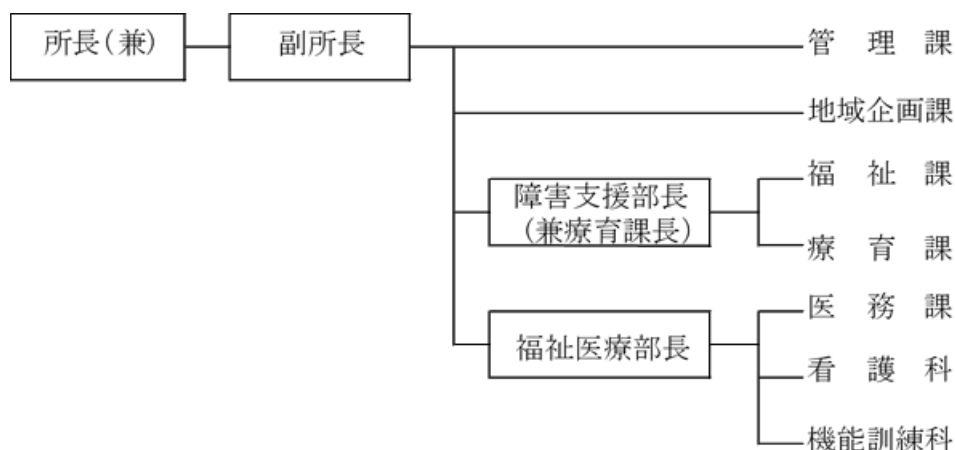 所長（兼）
副所長
管理課
地域企画課
障害支援部長
（兼療育課長）
福祉課
療育課
福祉医療部長
医務課
看護科
機能訓練科